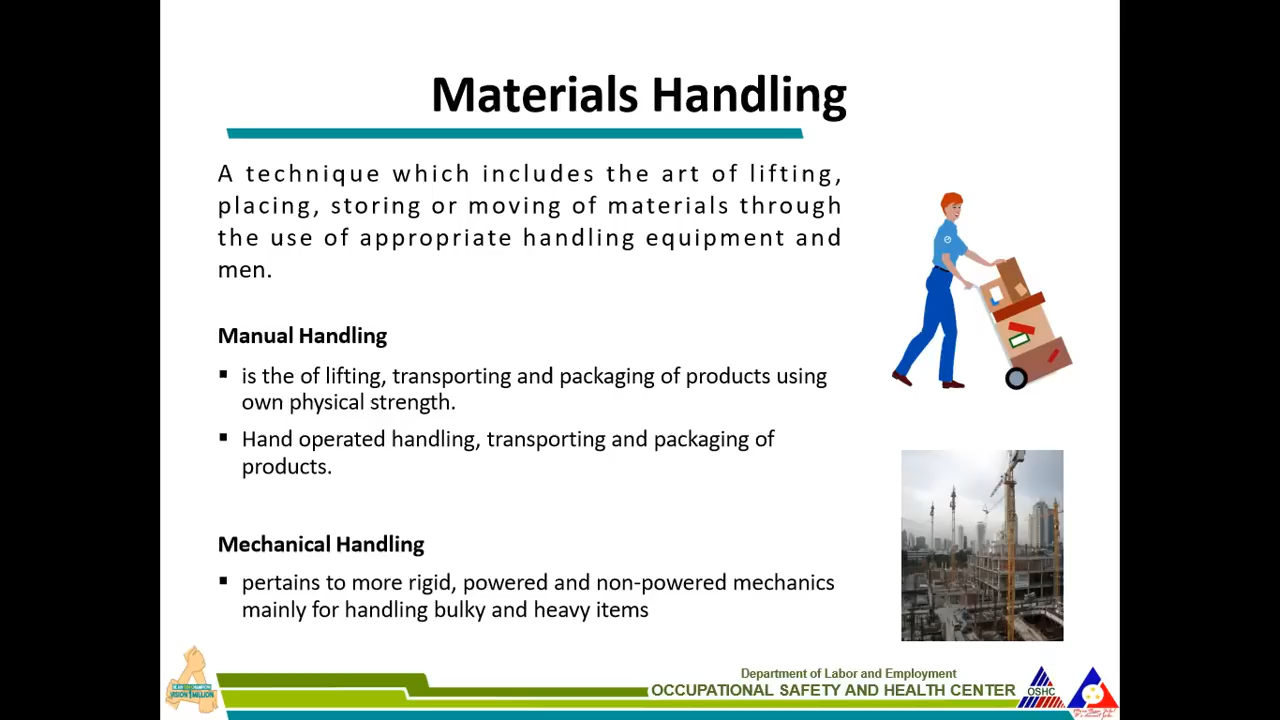 Materials Handling
A technique which includes the art of lifting,
placing, storing or moving of materials through
the use of appropriate handling equipment and
men.
Manual Handling
▪ is the of lifting, transporting and packaging of products using
own physical strength.
▪ Hand operated handling, transporting and packaging of
products.
Mechanical Handling
▪ pertains to more rigid, powered and non-powered mechanics
mainly for handling bulky and heavy items
Department of Labor and Employment
OCCUPATIONAL SAFETY AND HEALTH CENTER
OSHC
VISION 1 MILLION